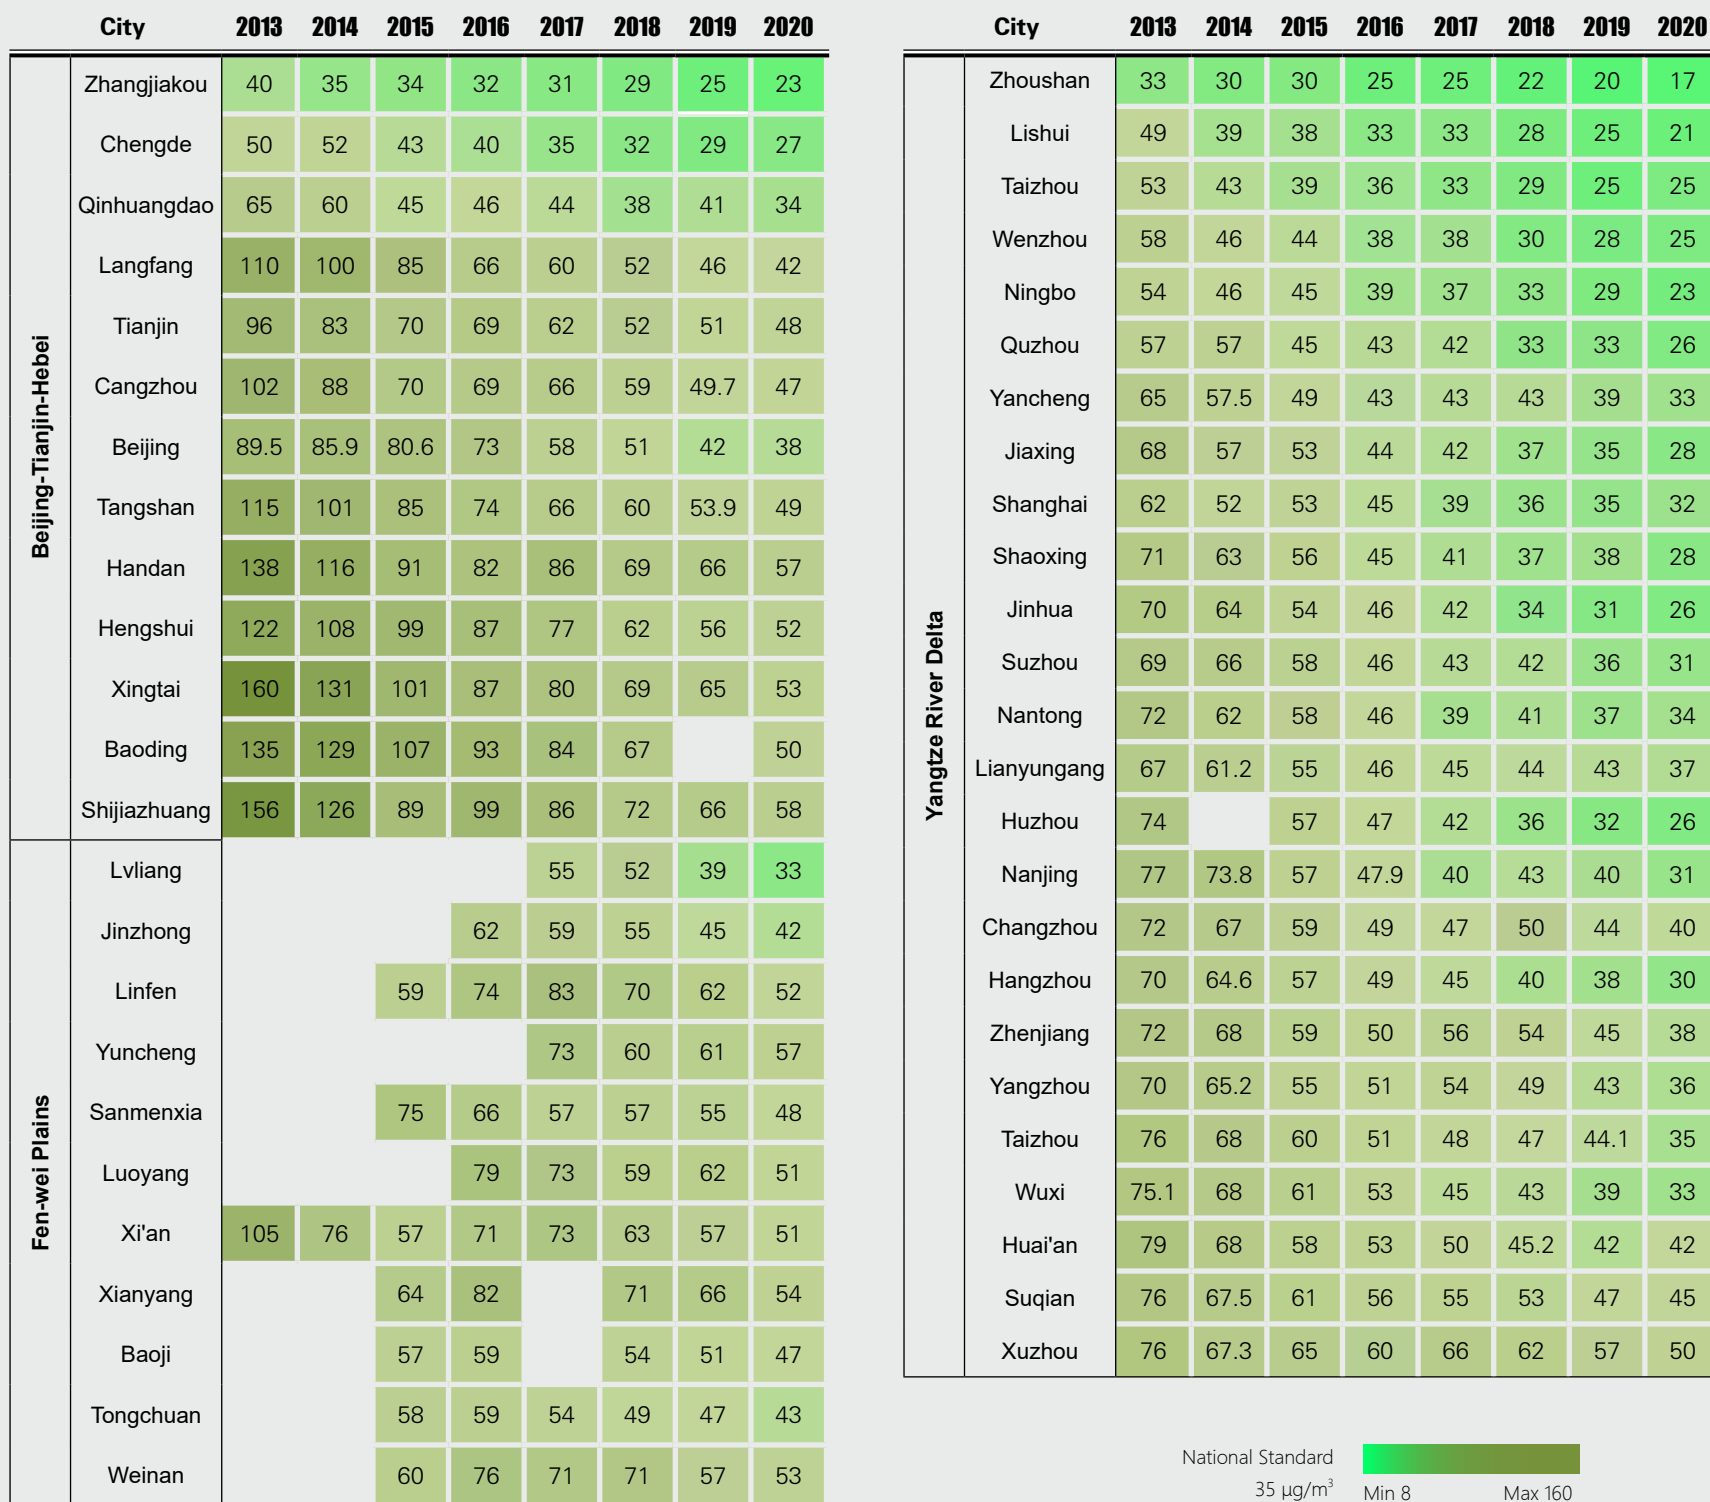 City 2013 2014 2015 2016 2017 2018 2019 2020
Beijing-Tianjin-Hebei
Zhangjiakou 40 35 34 32 31 29 25 23
Chengde 50 52 43 40 35 32 29 27
Qinhuangdao 65 60 45 46 44 38 41 34
Langfang 110 100 85 66 60 52 46 42
Tianjin 96 83 70 69 62 52 51 48
Cangzhou 102 88 70 69 66 59 49.7 47
Beijing 89.5 85.9 80.6 73 58 51 42 38
Tangshan 115 101 85 74 66 60 53.9 49
Handan 138 116 91 82 86 69 66 57
Hengshui 122 108 99 87 77 62 56 52
Xingtai 160 131 101 87 80 69 65 53
Baoding 135 129 107 93 84 67 50
Shijiazhuang 156 126 89 99 86 72 66 58
Fen-wei Plains
Lvliang 55 52 39 33
Jinzhong 62 59 55 45 42
Linfen 59 74 83 70 62 52
Yuncheng 73 60 61 57
Sanmenxia 75 66 57 57 55 48
Luoyang 79 73 59 62 51
Xi'an 105 76 57 71 73 63 57 51
Xianyang 64 82 71 66 54
Baoji 57 59 54 51 47
Tongchuan 58 59 54 49 47 43
Weinan 60 76 71 71 57 53
City 2013 2014 2015 2016 2017 2018 2019 2020
Yangtze River Delta
Zhoushan 33 30 30 25 25 22 20 17
Lishui 49 39 38 33 33 28 25 21
Taizhou 53 43 39 36 33 29 25 25
Wenzhou 58 46 44 38 38 30 28 25
Ningbo 54 46 45 39 37 33 29 23
Quzhou 57 57 45 43 42 33 33 26
Yancheng 65 57.5 49 43 43 43 39 33
Jiaxing 68 57 53 44 42 37 35 28
Shanghai 62 52 53 45 39 36 35 32
Shaoxing 71 63 56 45 41 37 38 28
Jinhua 70 64 54 46 42 34 31 26
Suzhou 69 66 58 46 43 42 36 31
Nantong 72 62 58 46 39 41 37 34
Lianyungang 67 61.2 55 46 45 44 43 37
Huzhou 74 57 47 42 36 32 26
Nanjing 77 73.8 57 47.9 40 43 40 31
Changzhou 72 67 59 49 47 50 44 40
Hangzhou 70 64.6 57 49 45 40 38 30
Zhenjiang 72 68 59 50 56 54 45 38
Yangzhou 70 65.2 55 51 54 49 43 36
Taizhou 76 68 60 51 48 47 44.1 35
Wuxi 75.1 68 61 53 45 43 39 33
Huai'an 79 68 58 53 50 45.2 42 42
Suqian 76 67.5 61 56 55 53 47 45
Xuzhou 76 67.3 65 60 66 62 57 50
National Standard
35 μg/m³ Min 8 Max 160